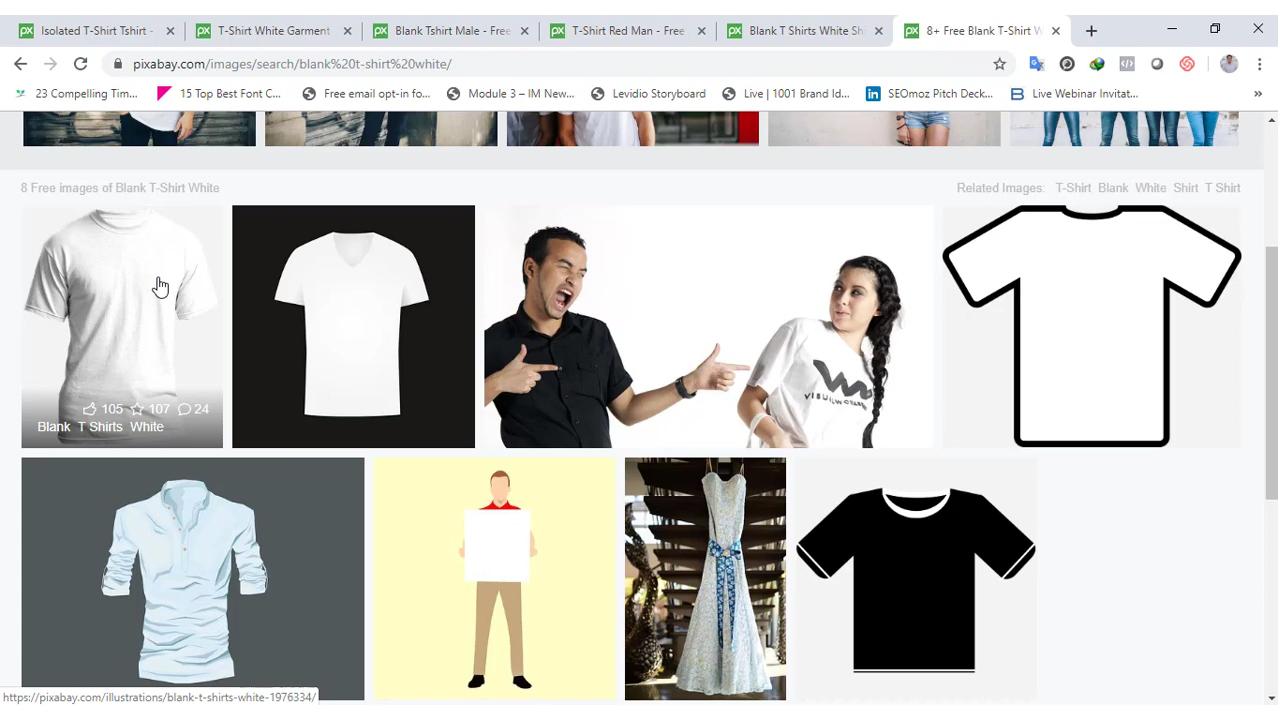 Isolated T-Shirt Tshirt -
T-Shirt White Garment
Blank Tshirt Male - Free
T-Shirt Red Man - Free
Blank T Shirts White Sh
8+ Free Blank T-Shirt W
pixabay.com/images/search/blank%20t-shirt%20white/
23 Compelling Tim...
15 Top Best Font C...
Free email opt-in fo...
Module 3 – IM New...
Levidio Storyboard
Live | 1001 Brand Id...
SEOmoz Pitch Deck...
Live Webinar Invitat...
»
8 Free images of Blank T-Shirt White
Related Images: T-Shirt Blank White Shirt T Shirt
105 107 24
Blank T Shirts White
https://pixabay.com/illustrations/blank-t-shirts-white-1976334/